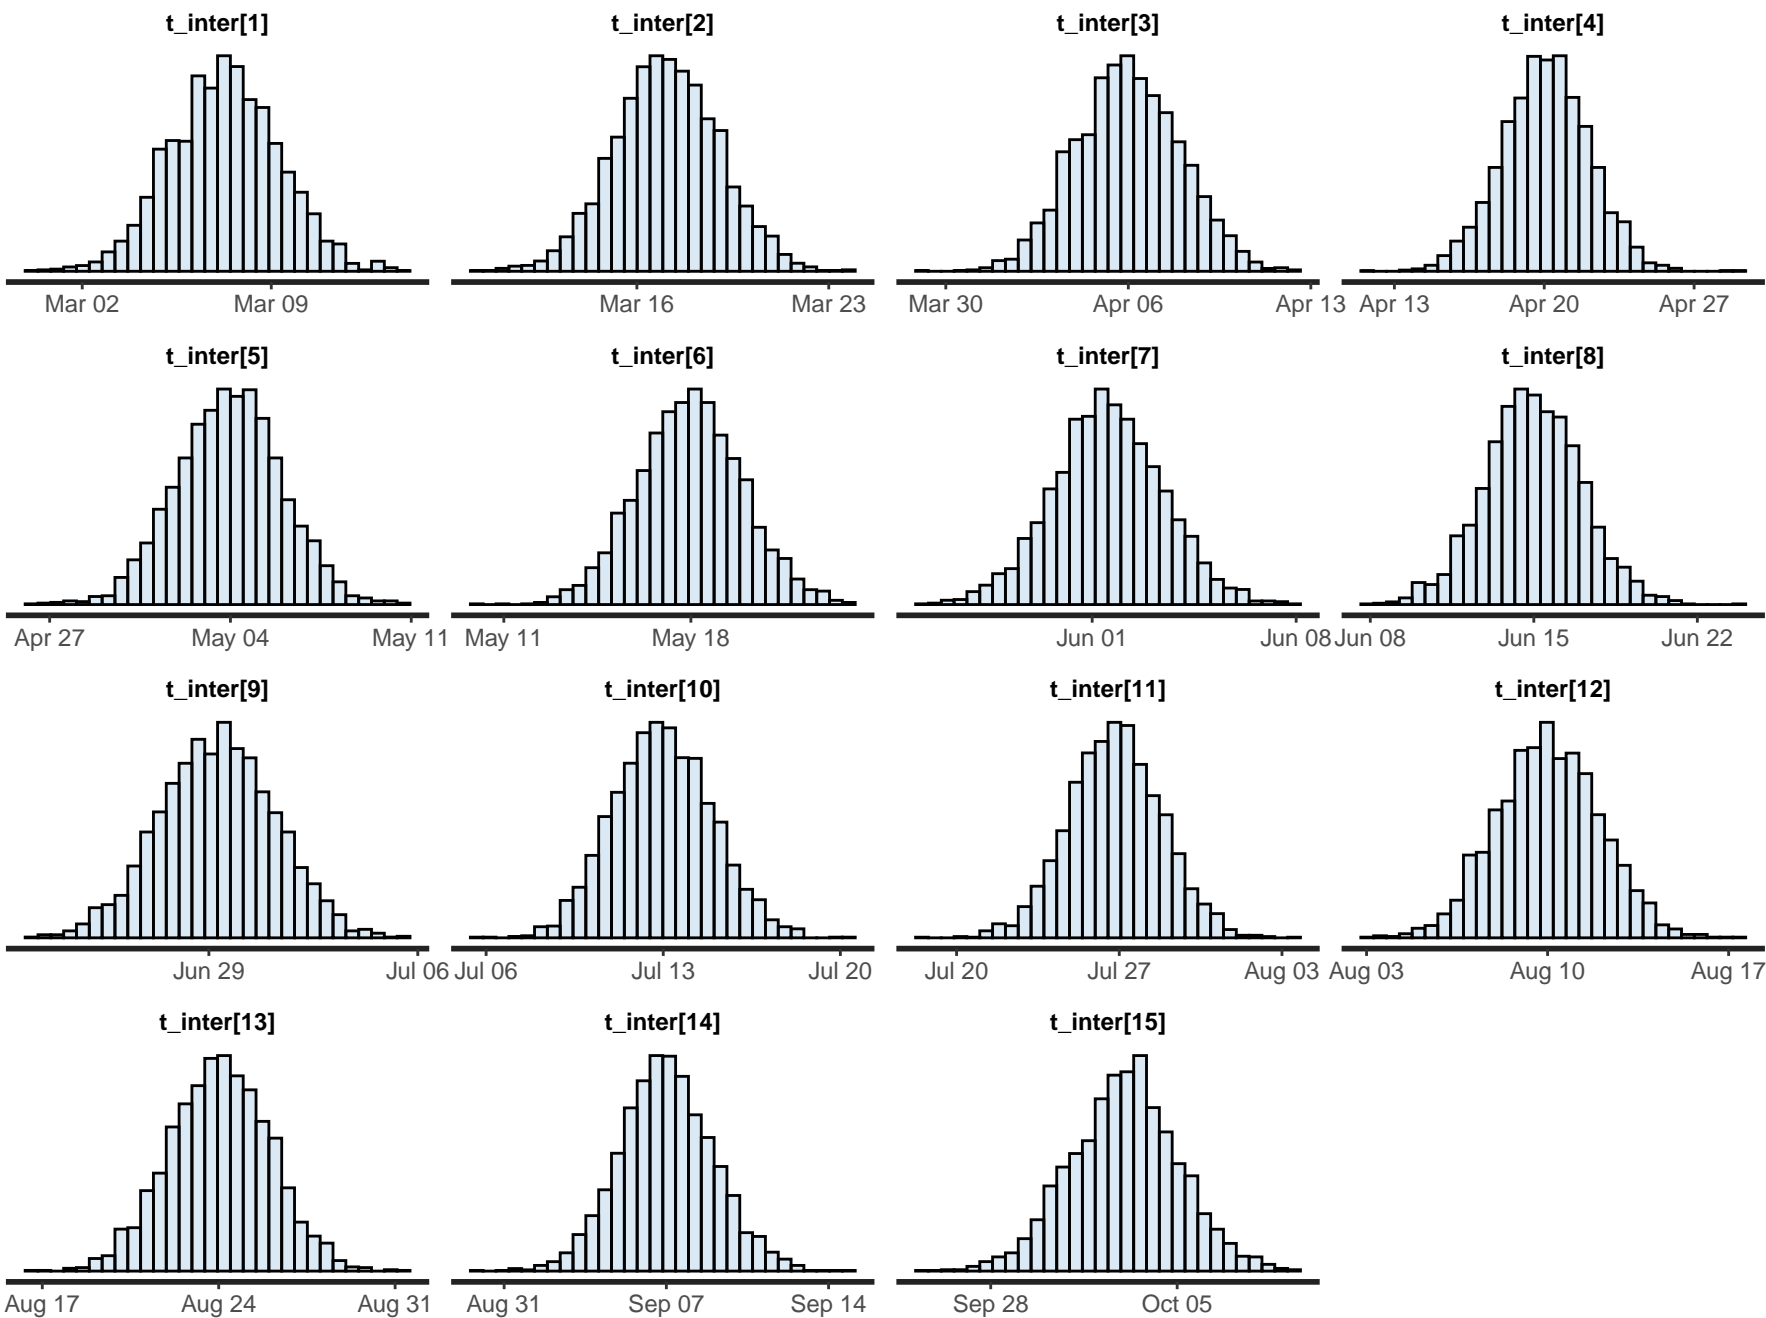 t_inter[1] t_inter[2] t_inter[3] t_inter[4]
Mar 02 Mar 09 Mar 16 Mar 23 Mar 30 Apr 06 Apr 13 Apr 13 Apr 20 Apr 27
t_inter[5] t_inter[6] t_inter[7] t_inter[8]
Apr 27 May 04 May 11 May 11 May 18 Jun 01 Jun 08 Jun 08 Jun 15 Jun 22
t_inter[9] t_inter[10] t_inter[11] t_inter[12]
Jun 29 Jul 06 Jul 06 Jul 13 Jul 20 Jul 20 Jul 27 Aug 03 Aug 03 Aug 10 Aug 17
t_inter[13] t_inter[14] t_inter[15]
Aug 17 Aug 24 Aug 31 Aug 31 Sep 07 Sep 14 Sep 28 Oct 05